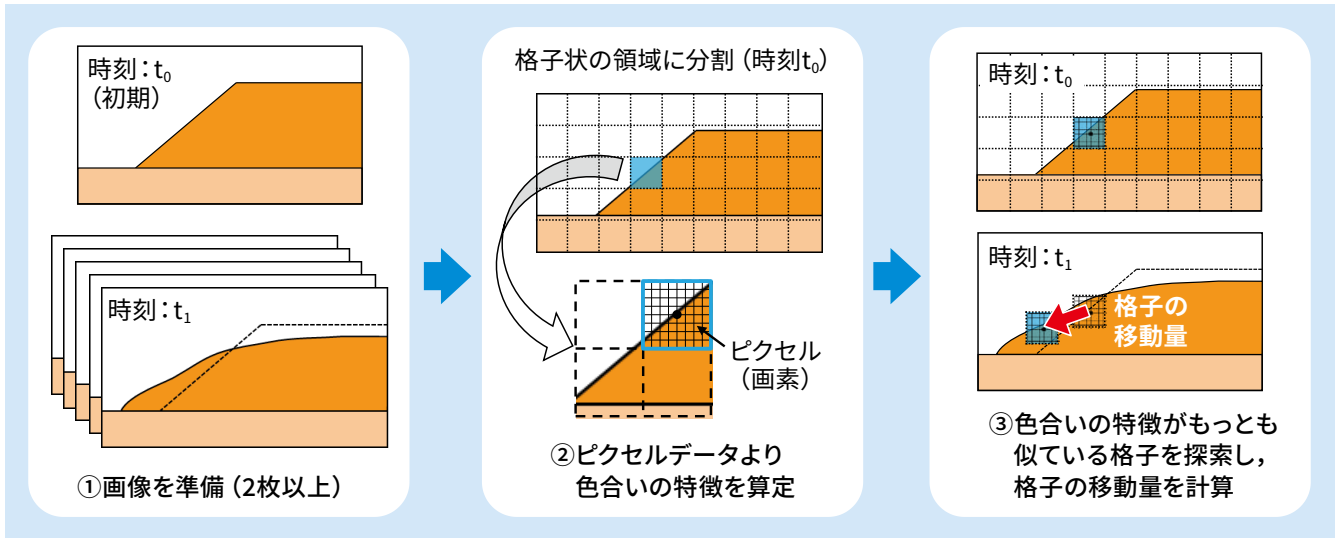 時刻：t₀
（初期）
時刻：t₁
①画像を準備（2枚以上）
格子状の領域に分割（時刻t₀）
ピクセル
（画素）
②ピクセルデータより
色合いの特徴を算定
時刻：t₀
時刻：t₁
格子の
移動量
③色合いの特徴がもっとも
似ている格子を探索し，
格子の移動量を計算